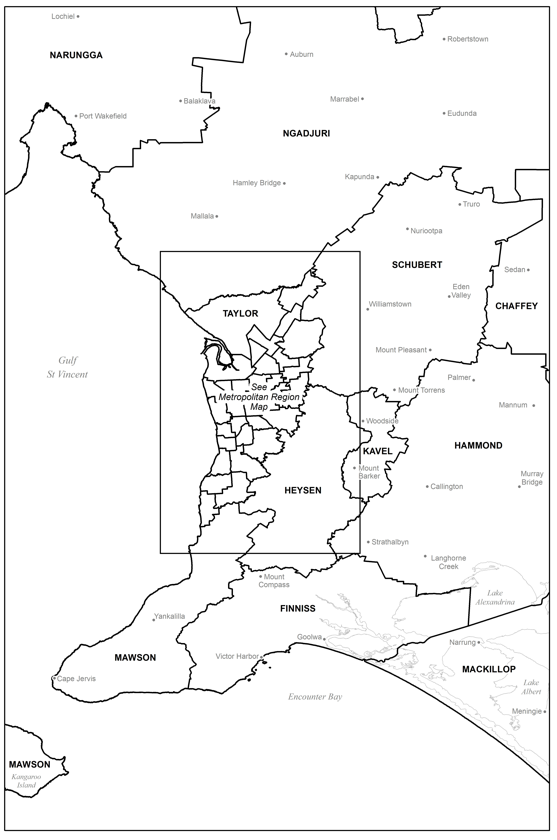 Lochiel
Robertstown
NARUNGGA
Auburn
Marrabel
Balaklava
Port Wakefield
Eudunda
NGADJURI
Kapunda
Hamley Bridge
Truro
Mallala
Nuriootpa
SCHUBERT
Sedan
Eden
Valley
Williamstown
CHAFFEY
TAYLOR
Mount Pleasant
Gulf
St Vincent
Palmer
See
Metropolitan Region
Map
Mount Torrens
Mannum
Woodside
HAMMOND
KAVEL
Mount
Barker
Murray
Bridge
HEYSEN
Callington
Strathalbyn
Langhorne
Creek
Mount
Compass
Lake
Alexandrina
FINNISS
Yankalilla
Goolwa
Narrung
MAWSON
Victor Harbor
MACKILLOP
Cape Jervis
Lake
Albert
Encounter Bay
Meningie
MAWSON
Kangaroo
Island